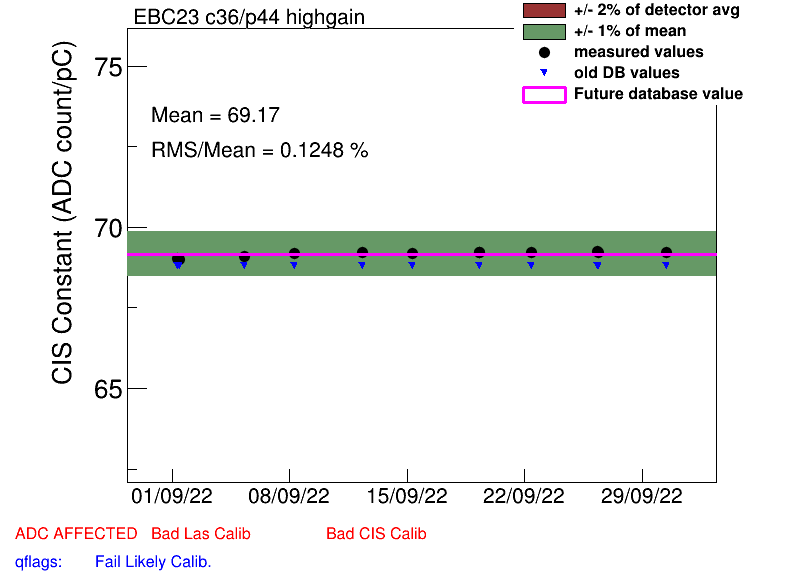 EBC23 c36/p44 highgain
+/- 2% of detector avg
+/- 1% of mean
measured values
old DB values
Future database value
Mean = 69.17
RMS/Mean = 0.1248 %
CIS Constant (ADC count/pC)
75
70
65
01/09/22 08/09/22 15/09/22 22/09/22 29/09/22
ADC AFFECTED Bad Las Calib Bad CIS Calib
qflags: Fail Likely Calib.